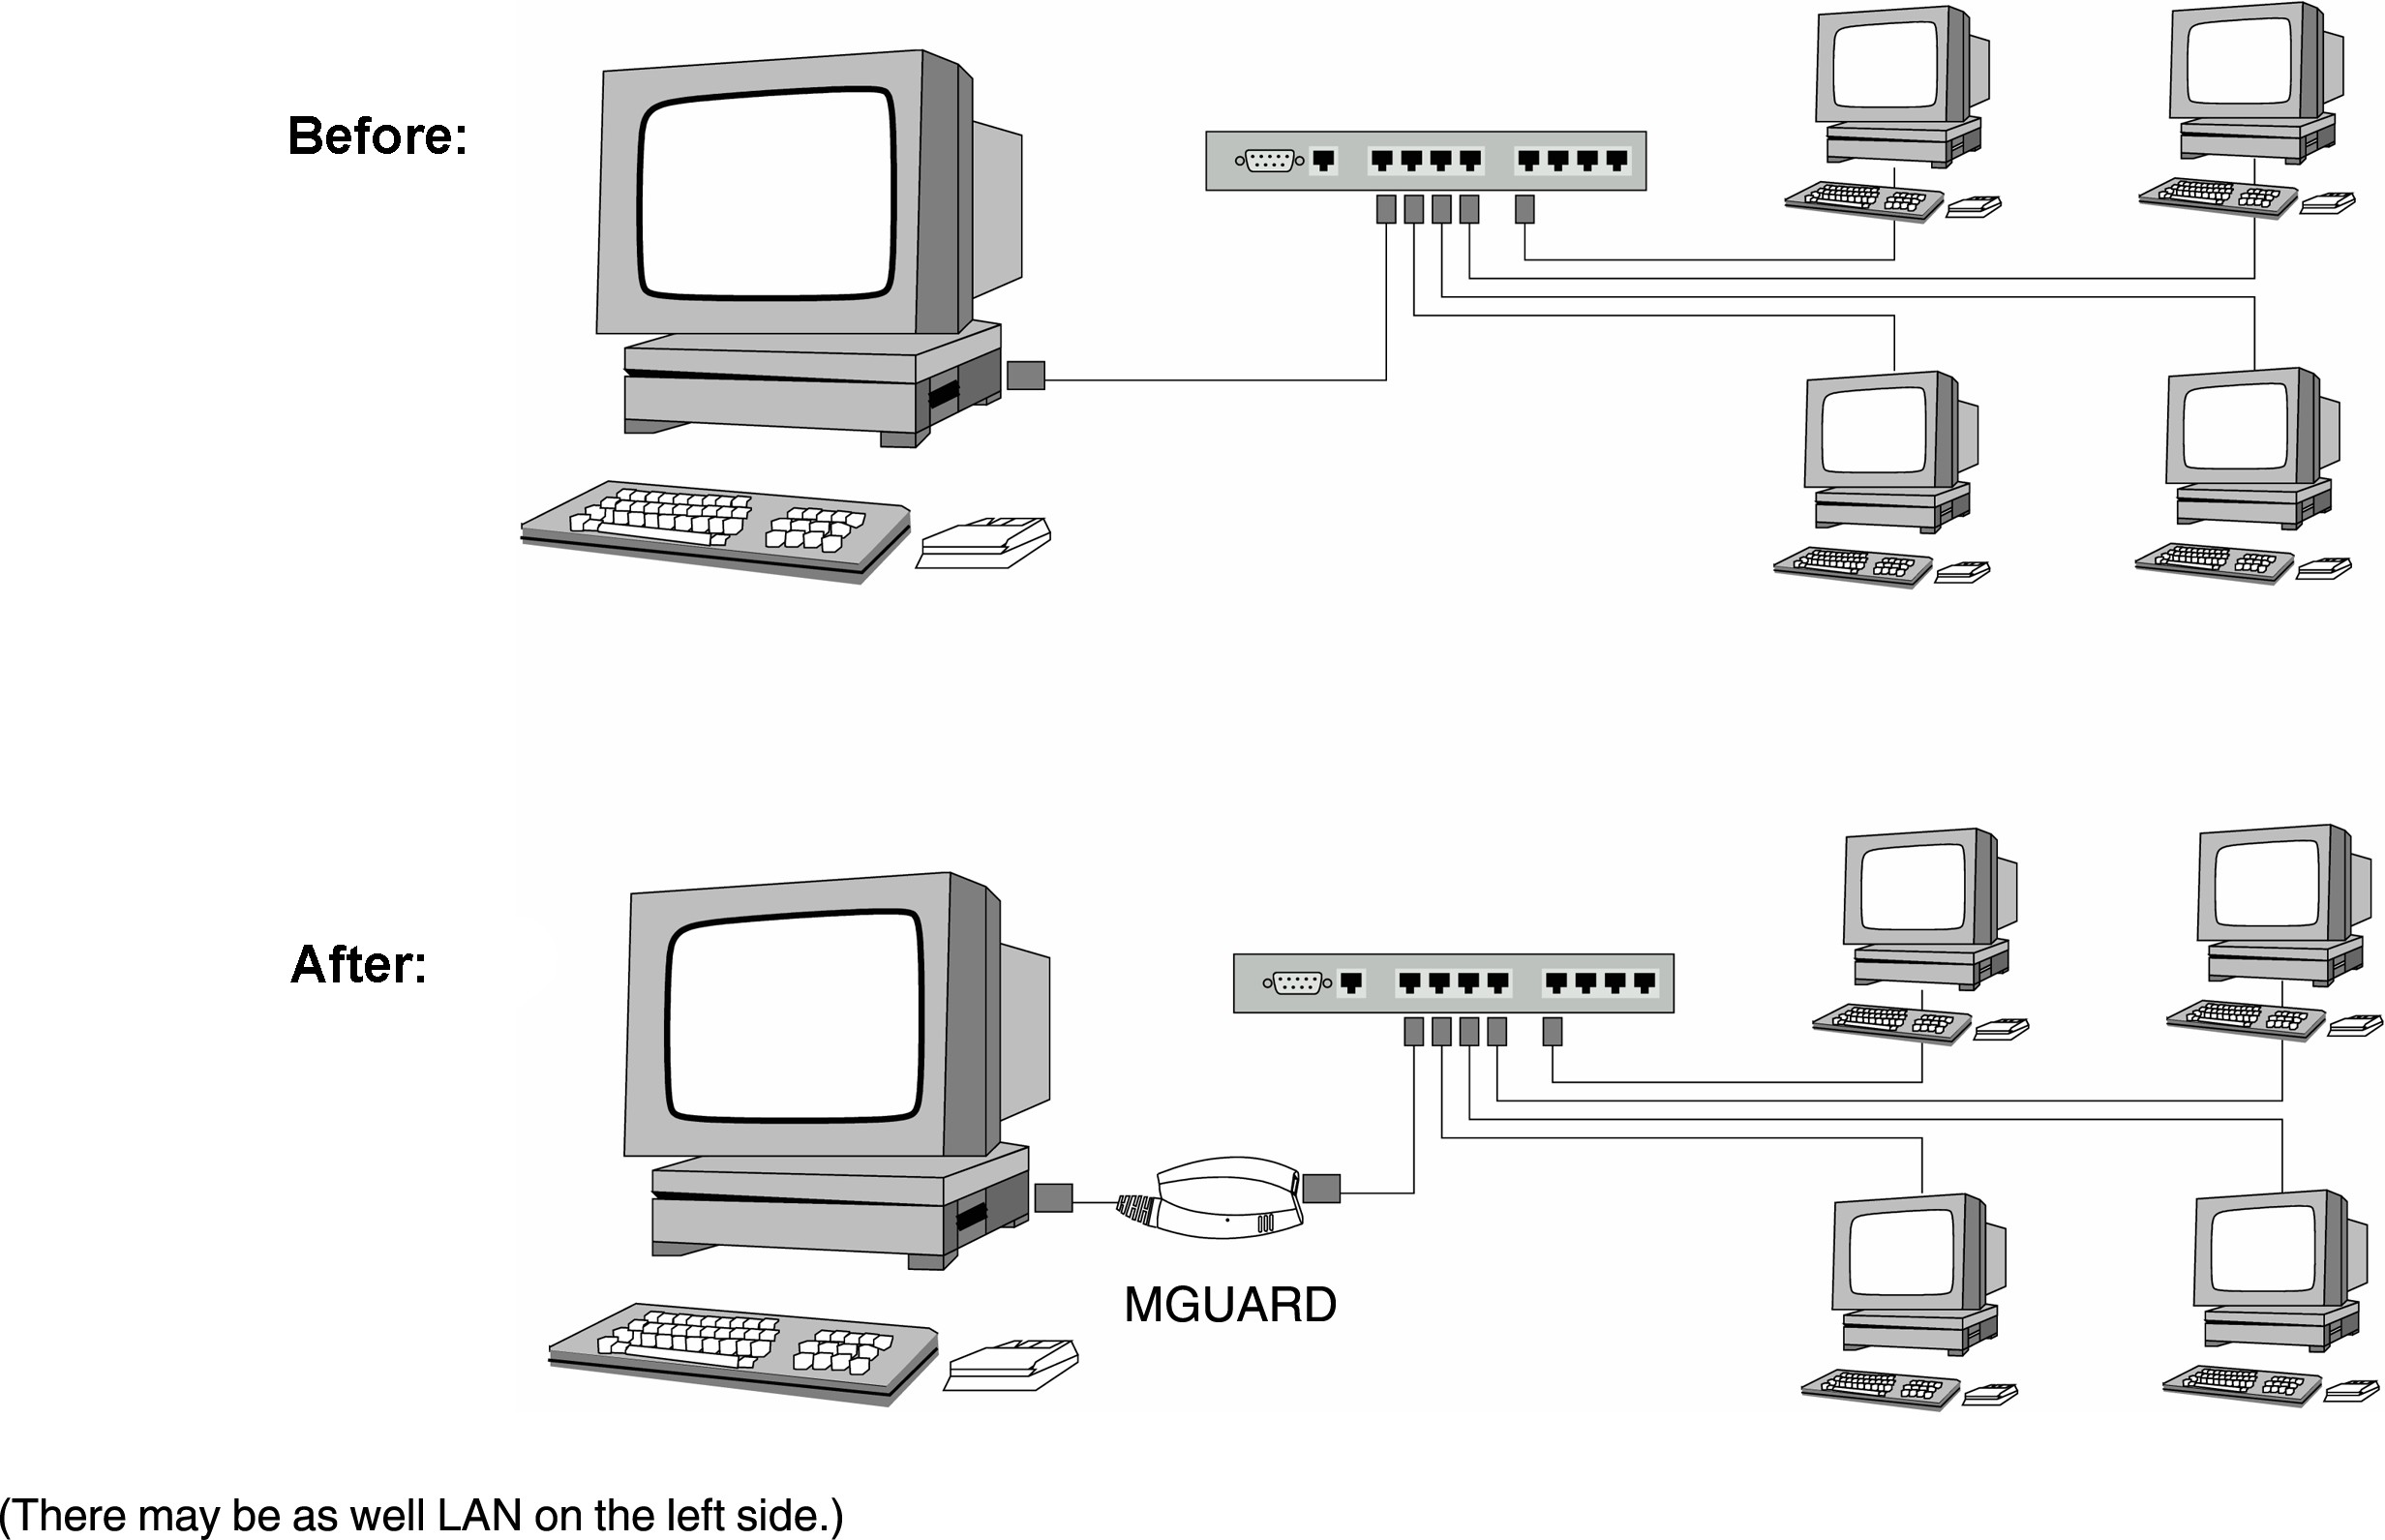 Before:
After:
MGUARD
(There may be as well LAN on the left side.)